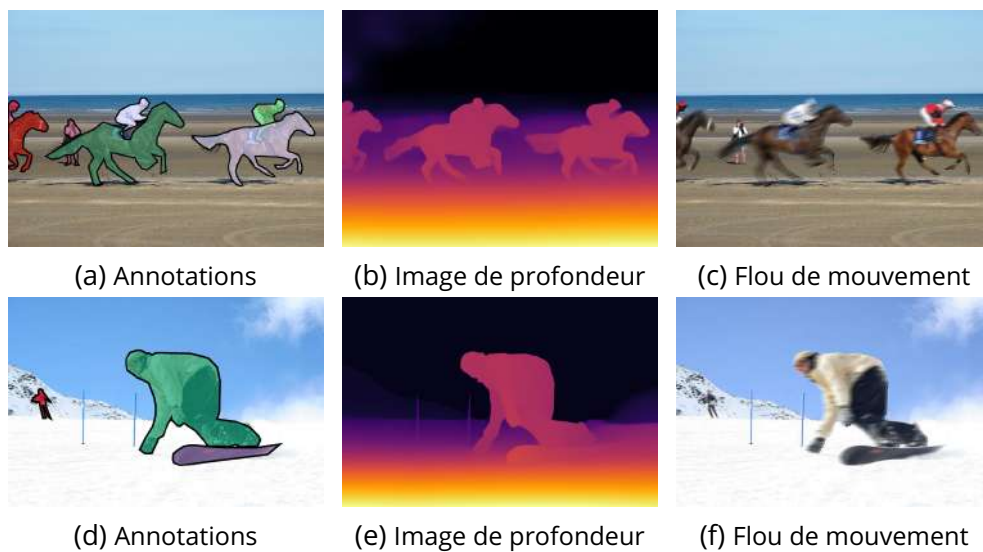 (a) Annotations
(b) Image de profondeur
(c) Flou de mouvement
(d) Annotations
(e) Image de profondeur
(f) Flou de mouvement